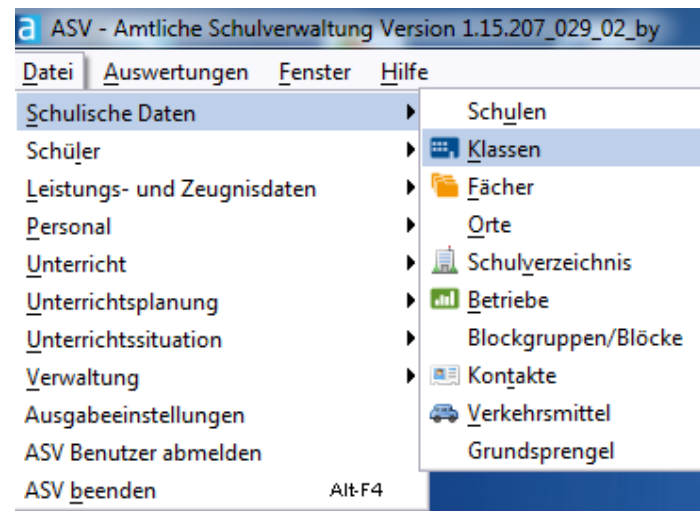 a ASV - Amtliche Schulverwaltung Version 1.15.207_029_02_by
Datei Auswertungen Fenster Hilfe
Schulische Daten
Schüler
Leistungs- und Zeugnisdaten
Personal
Unterricht
Unterrichtsplanung
Unterrichtssituation
Verwaltung
Ausgabeeinstellungen
ASV Benutzer abmelden
ASV beenden Alt-F4
Schulen
Klassen
Fächer
Orte
Schulverzeichnis
Betriebe
Blockgruppen/Blöcke
Kontakte
Verkehrsmittel
Grundsprengel